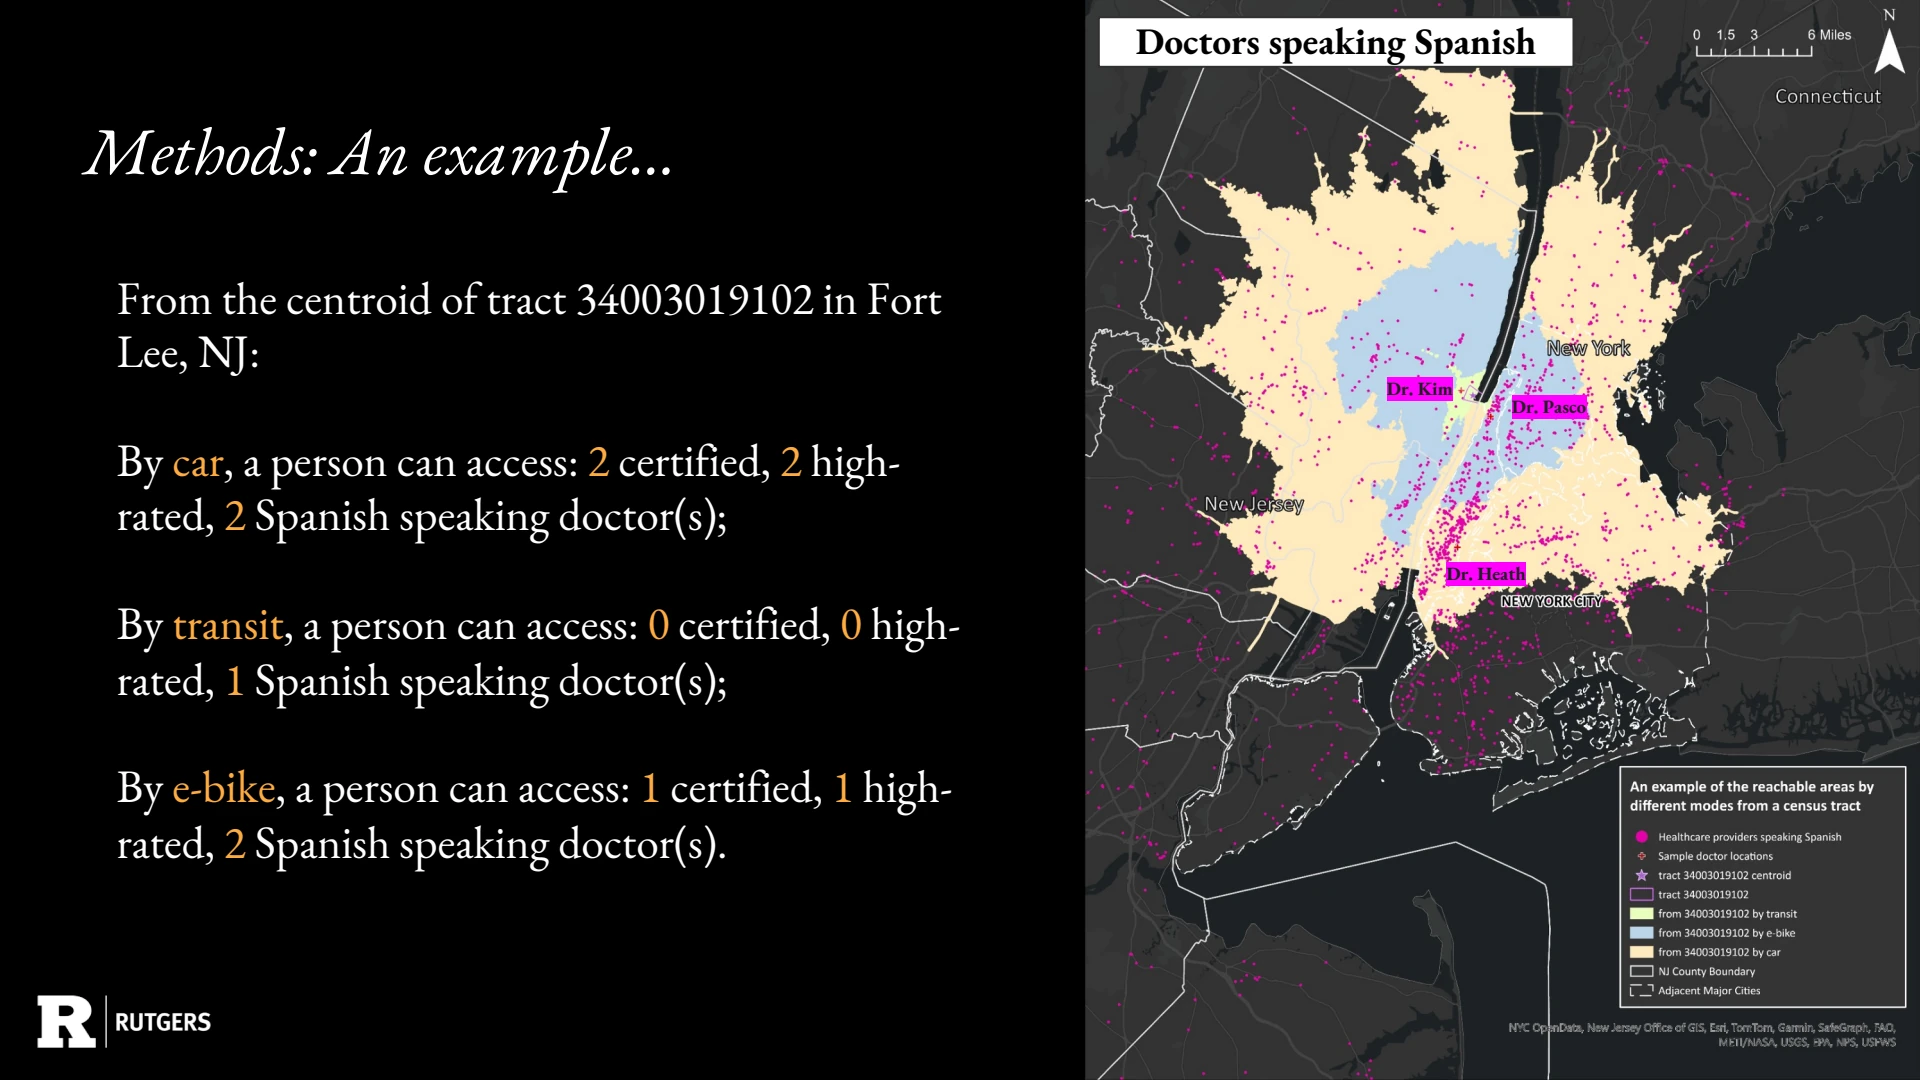 Methods: An example...
From the centroid of tract 34003019102 in Fort
Lee, NJ:
By car, a person can access: 2 certified, 2 high-
rated, 2 Spanish speaking doctor(s);
By transit, a person can access: 0 certified, 0 high-
rated, 1 Spanish speaking doctor(s);
By e-bike, a person can access: 1 certified, 1 high-
rated, 2 Spanish speaking doctor(s).
R RUTGERS
Doctors speaking Spanish
0 1.5 3 6 Miles
N
Connecticut
New York
Dr. Kim
Dr. Pasco
New Jersey
Dr. Heath
NEW YORK CITY
An example of the reachable areas by
different modes from a census tract
Healthcare providers speaking Spanish
Sample doctor locations
tract 34003019102 centroid
tract 34003019102
from 34003019102 by transit
from 34003019102 by e-bike
from 34003019102 by car
NJ County Boundary
Adjacent Major Cities
NYC OpenData, New Jersey Office of GIS, Esri, TomTom, Garmin, SafeGraph, FAO,
METI/NASA, USGS, EPA, NPS, USFWS